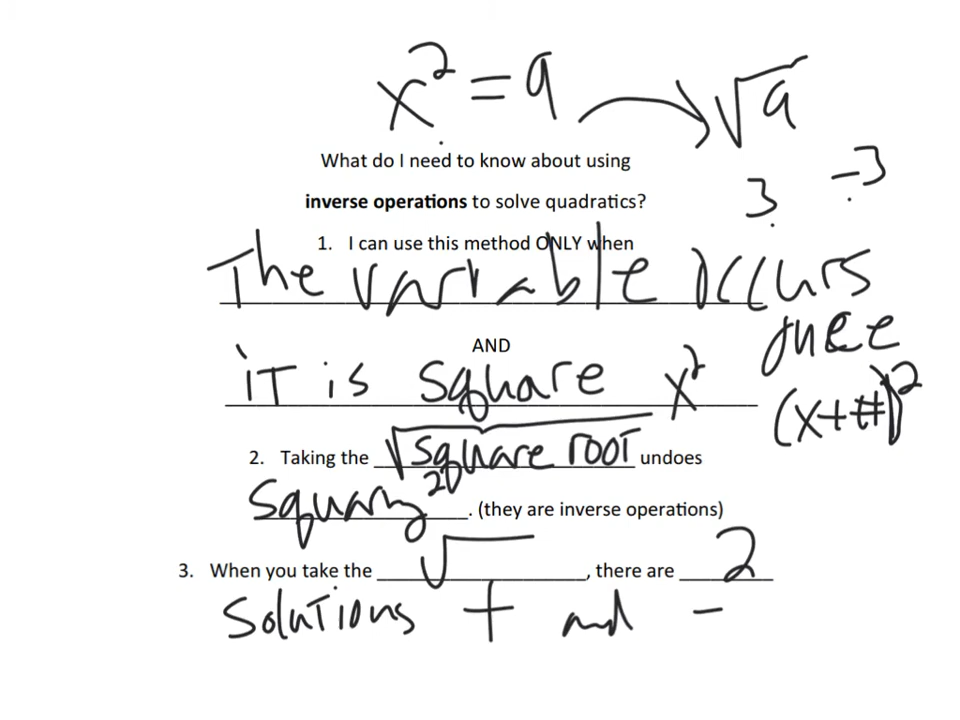 x² = 9 → √9
What do I need to know about using
3 -3
inverse operations to solve quadratics?
1. I can use this method ONLY when
The variable occurs
once
AND
it is square x²
(x+#)²
2. Taking the √square root undoes
squaring 2
. (they are inverse operations)
3. When you take the √ , there are 2
solutions + and -